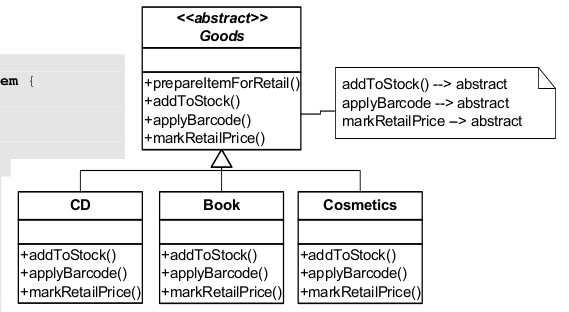 <<abstract>>
Goods
em {
+prepareItemForRetail()
+addToStock()
+applyBarcode()
+markRetailPrice()
addToStock() --> abstract
applyBarcode --> abstract
markRetailPrice --> abstract
CD
+addToStock()
+applyBarcode()
+markRetailPrice()
Book
+addToStock()
+applyBarcode()
+markRetailPrice()
Cosmetics
+addToStock()
+applyBarcode()
+markRetailPrice()